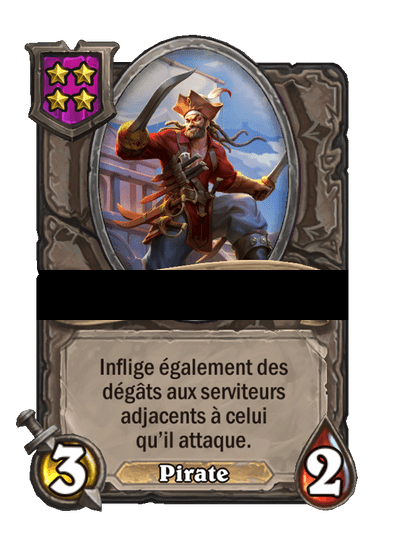 Inflige également des
dégâts aux serviteurs
adjacents à celui
qu'il attaque.
Pirate
3
2